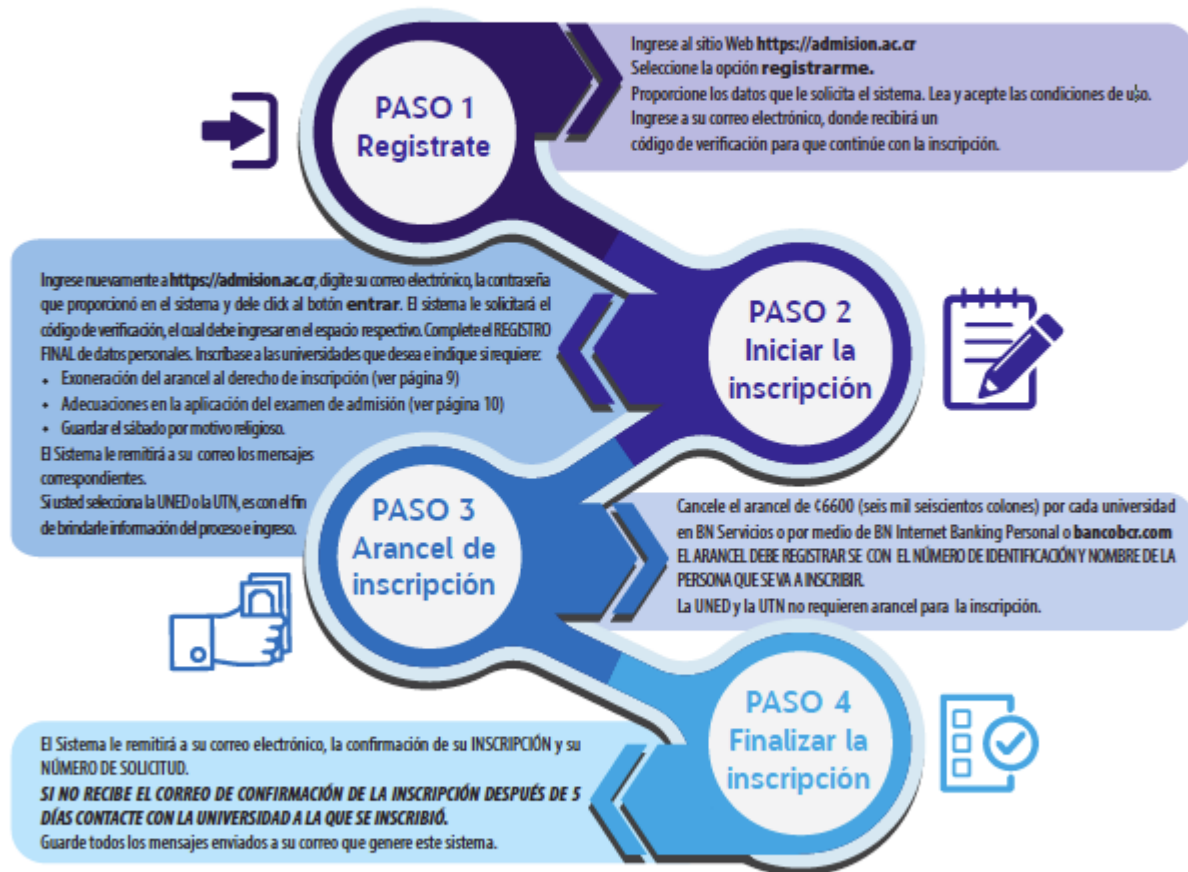 PASO 1
Registrate
Ingrese al sitio Web https://admision.ac.cr
Seleccione la opción registrarme.
Proporcione los datos que le solicita el sistema. Lea y acepte las condiciones de uso.
Ingrese a su correo electrónico, donde recibirá un
código de verificación para que continúe con la inscripción.
PASO 2
Iniciar la
inscripción
Ingrese nuevamente a https://admision.ac.cr, digite su correo electrónico, la contraseña
que proporcionó en el sistema y dele click al botón entrar. El sistema le solicitará el
código de verificación, el cual debe ingresar en el espacio respectivo. Complete el REGISTRO
FINAL de datos personales. Inscríbase a las universidades que desea e indique si requiere:
• Exoneración del arancel al derecho de inscripción (ver página 9)
• Adecuaciones en la aplicación del examen de admisión (ver página 10)
• Guardar el sábado por motivo religioso.
El Sistema le remitirá a su correo los mensajes
correspondientes.
Si usted selecciona la UNED o la UTN, es con el fin
de brindarle información del proceso e ingreso.
PASO 3
Arancel de
inscripción
Cancele el arancel de ¢6600 (seis mil seiscientos colones) por cada universidad
en BN Servicios o por medio de BN Internet Banking Personal o bancobcr.com
EL ARANCEL DEBE REGISTRAR SE CON EL NÚMERO DE IDENTIFICACIÓN Y NOMBRE DE LA
PERSONA QUE SE VA A INSCRIBIR.
La UNED y la UTN no requieren arancel para la inscripción.
PASO 4
Finalizar la
inscripción
El Sistema le remitirá a su correo electrónico, la confirmación de su INSCRIPCIÓN y su
NÚMERO DE SOLICITUD.
SI NO RECIBE EL CORREO DE CONFIRMACIÓN DE LA INSCRIPCIÓN DESPUÉS DE 5
DÍAS CONTACTE CON LA UNIVERSIDAD A LA QUE SE INSCRIBIÓ.
Guarde todos los mensajes enviados a su correo que genere este sistema.